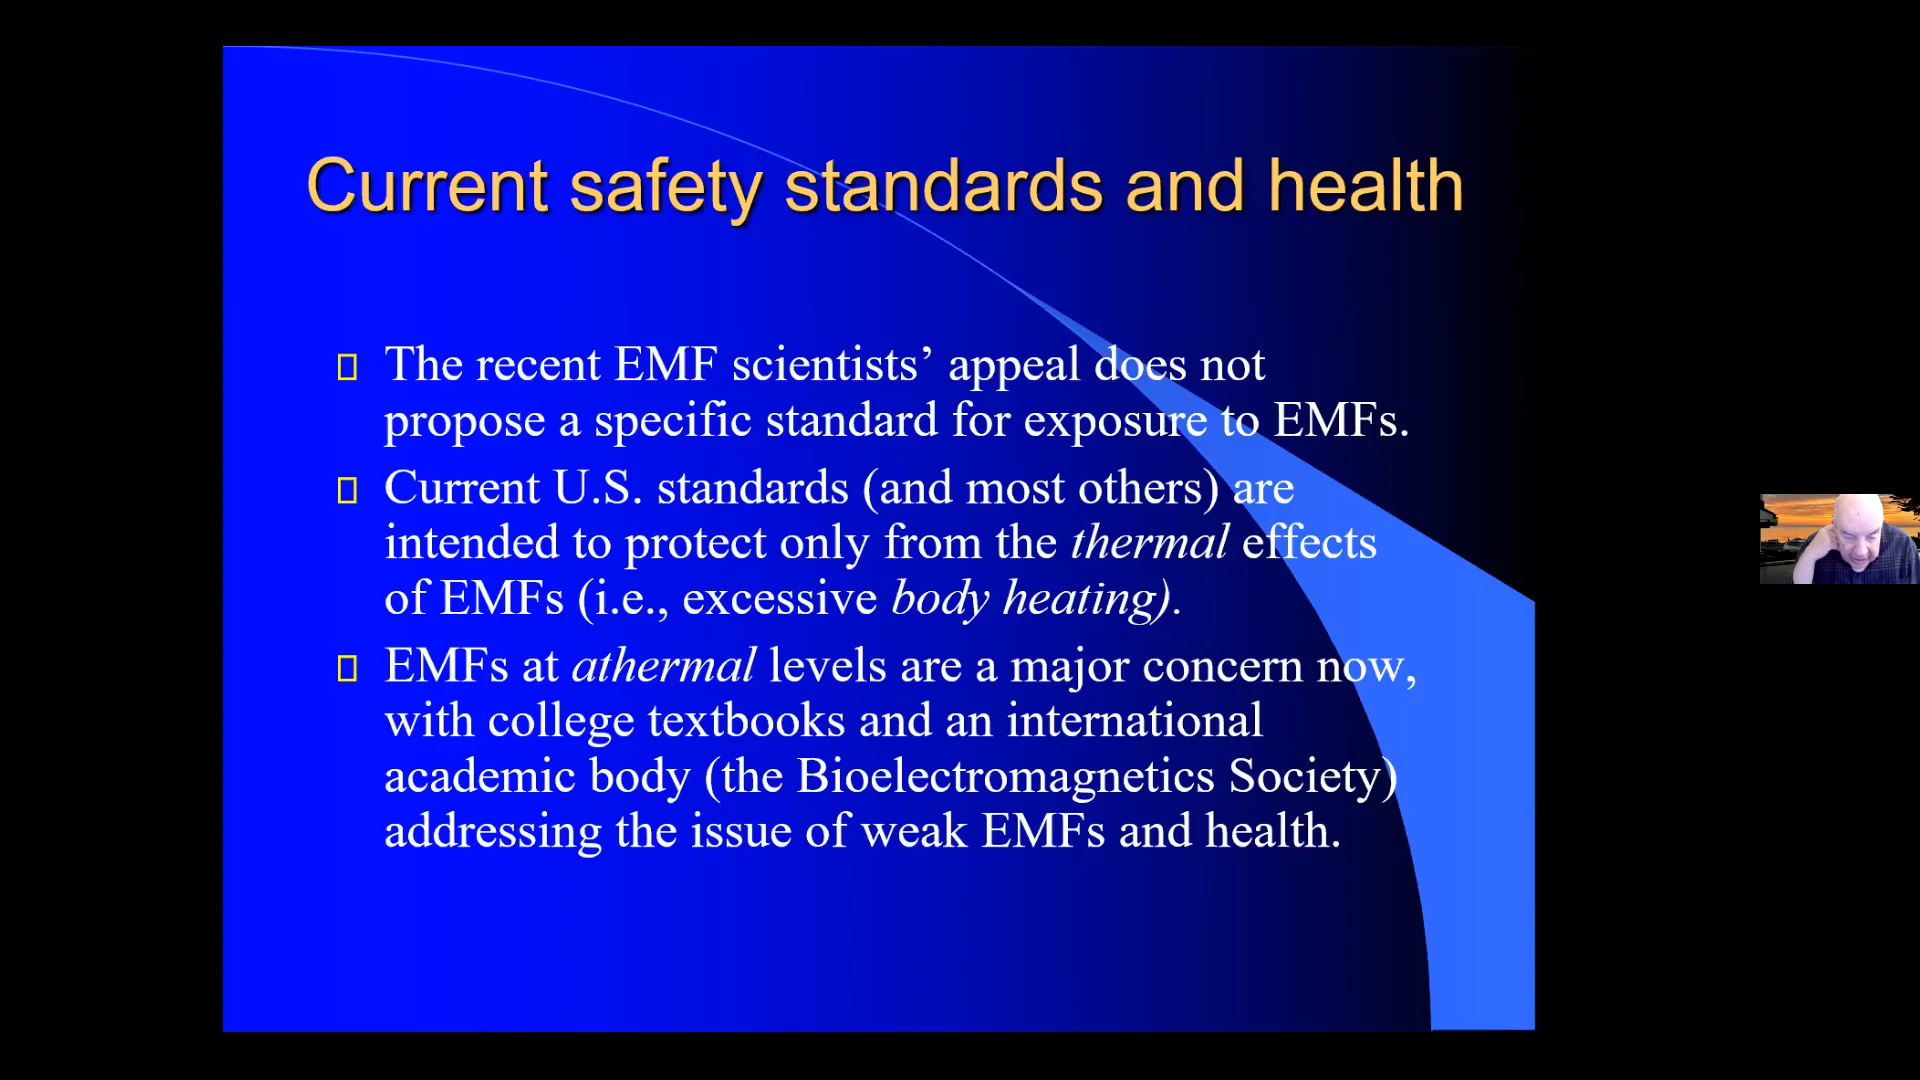 Current safety standards and health
The recent EMF scientists’ appeal does not
propose a specific standard for exposure to EMFs.
Current U.S. standards (and most others) are
intended to protect only from the thermal effects
of EMFs (i.e., excessive body heating).
EMFs at athermal levels are a major concern now,
with college textbooks and an international
academic body (the Bioelectromagnetics Society)
addressing the issue of weak EMFs and health.